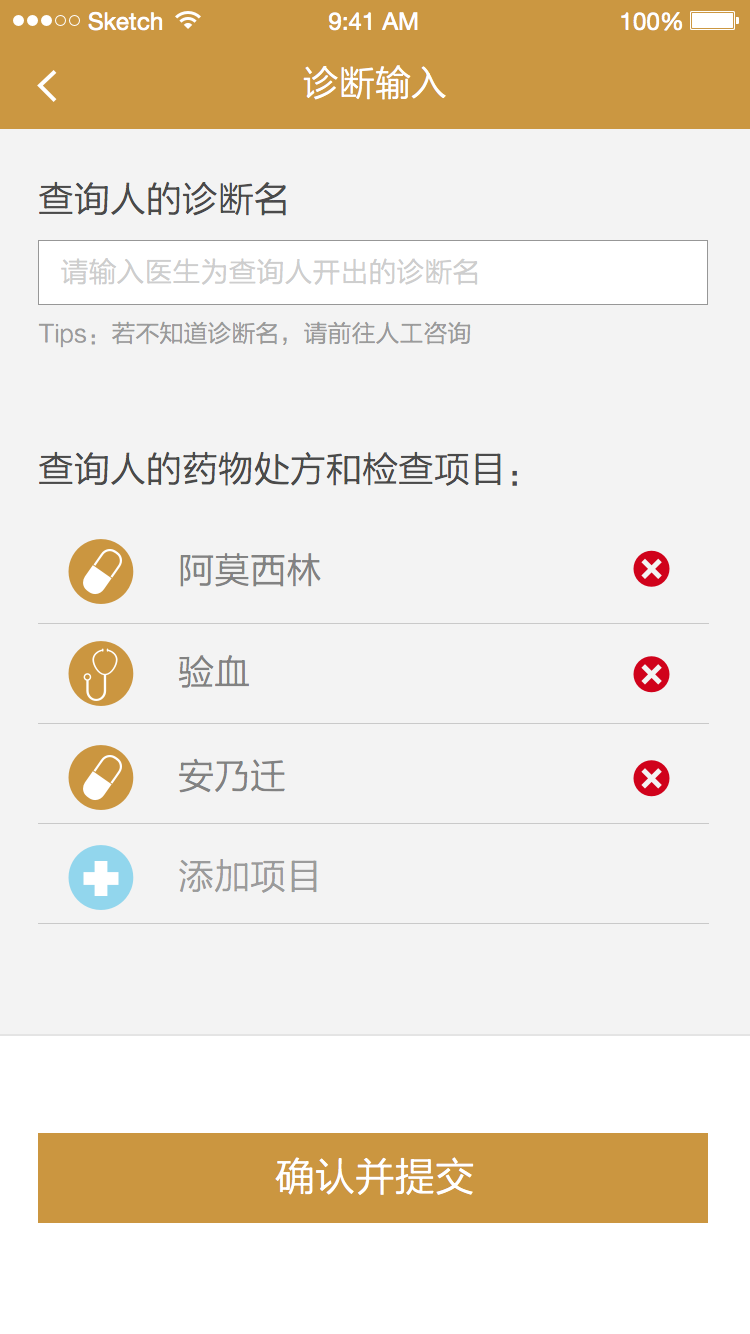 Sketch 9:41 AM 100%
诊断输入
查询人的诊断名
请输入医生为查询人开出的诊断名
Tips：若不知道诊断名，请前往人工咨询
查询人的药物处方和检查项目：
阿莫西林
验血
安乃迁
添加项目
确认并提交